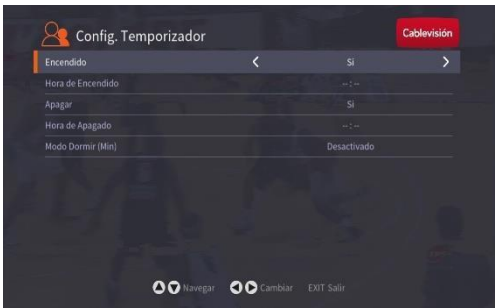 Config. Temporizador
Cablevisión
Encendido Si
Hora de Encendido --:--
Apagar Si
Hora de Apagado --:--
Modo Dormir (Min) Desactivado
Navegar Cambiar EXIT Salir